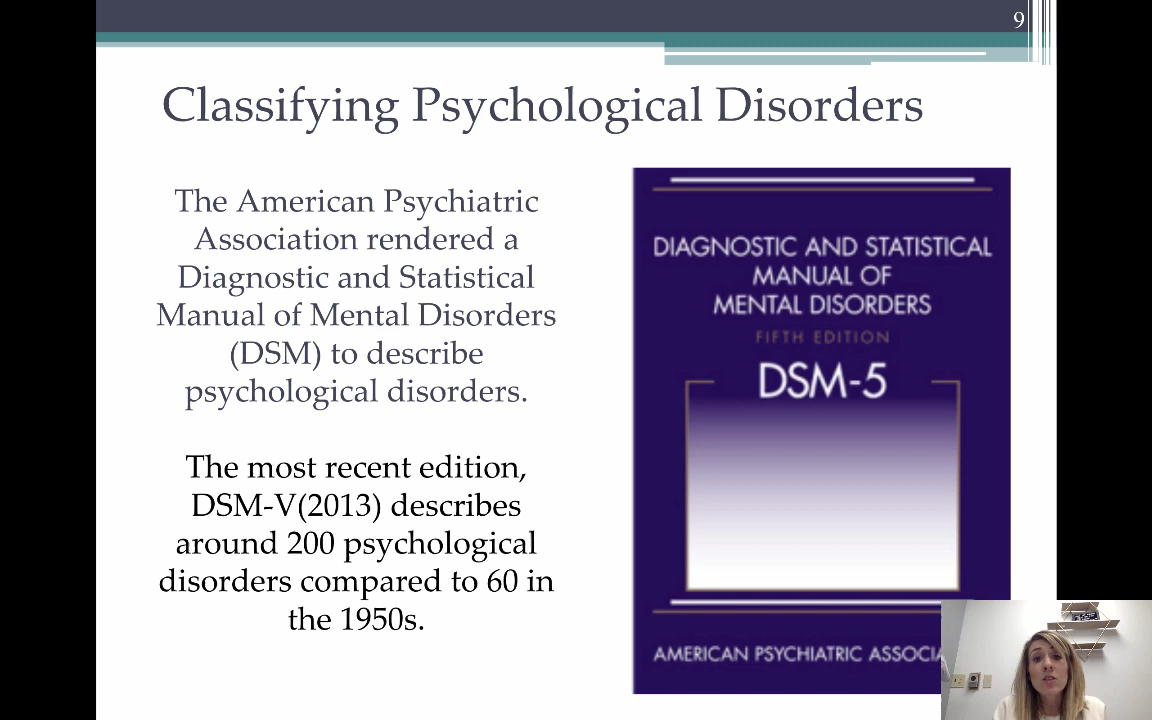 9
Classifying Psychological Disorders
The American Psychiatric
Association rendered a
Diagnostic and Statistical
Manual of Mental Disorders
(DSM) to describe
psychological disorders.
The most recent edition,
DSM-V(2013) describes
around 200 psychological
disorders compared to 60 in
the 1950s.
DIAGNOSTIC AND STATISTICAL
MANUAL OF
MENTAL DISORDERS
FIFTH EDITION
DSM-5
AMERICAN PSYCHIATRIC